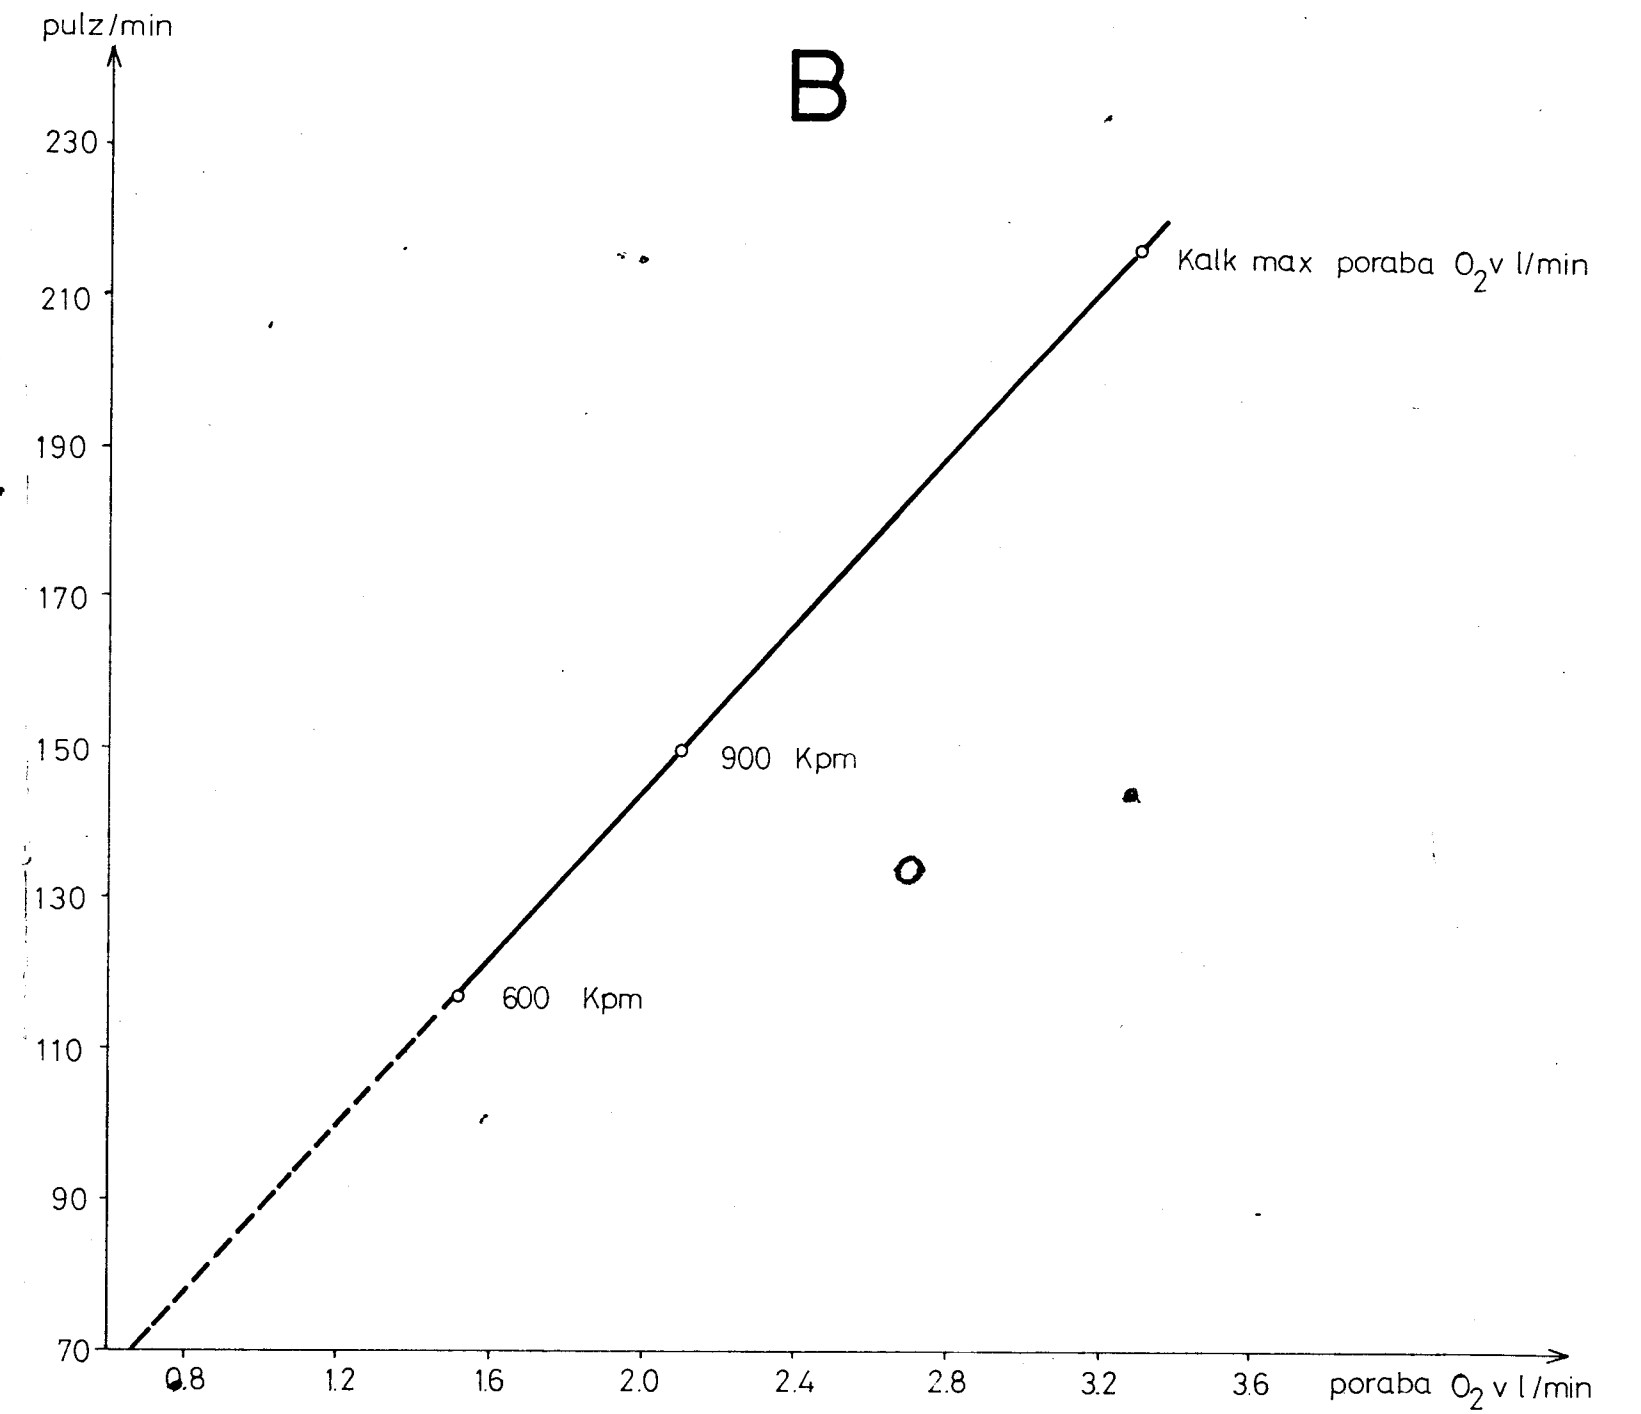 pulz/min
B
230
210
Kalk max poraba O₂ v l/min
190
170
150
900 Kpm
130
600 Kpm
110
90
70
0.8 1.2 1.6 2.0 2.4 2.8 3.2 3.6 poraba O₂ v l/min